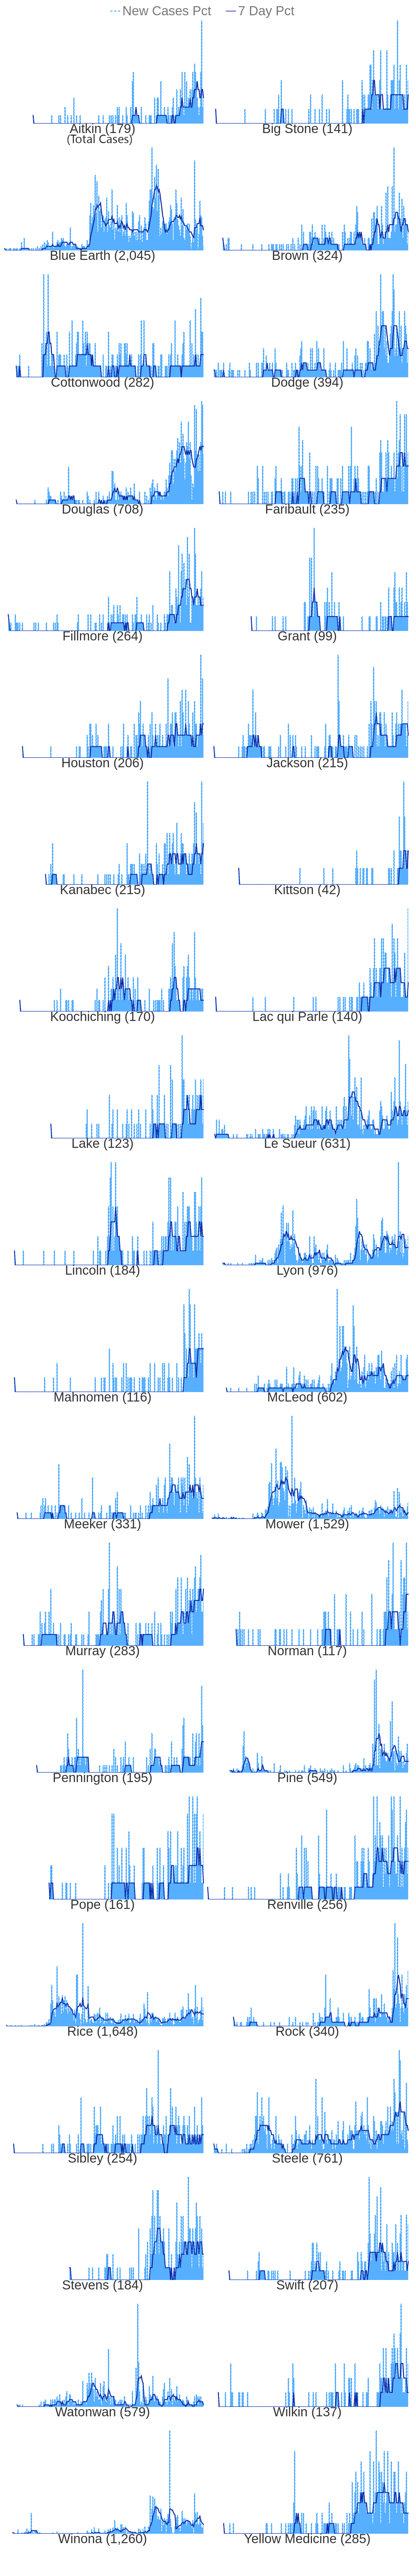 New Cases Pct 7 Day Pct
Aitkin (179) Big Stone (141)
(Total Cases)
Blue Earth (2,045) Brown (324)
Cottonwood (282) Dodge (394)
Douglas (708) Faribault (235)
Fillmore (264) Grant (99)
Houston (206) Jackson (215)
Kanabec (215) Kittson (42)
Koochiching (170) Lac qui Parle (140)
Lake (123) Le Sueur (631)
Lincoln (184) Lyon (976)
Mahnomen (116) McLeod (602)
Meeker (331) Mower (1,529)
Murray (283) Norman (117)
Pennington (195) Pine (549)
Pope (161) Renville (256)
Rice (1,648) Rock (340)
Sibley (254) Steele (761)
Stevens (184) Swift (207)
Watonwan (579) Wilkin (137)
Winona (1,260) Yellow Medicine (285)